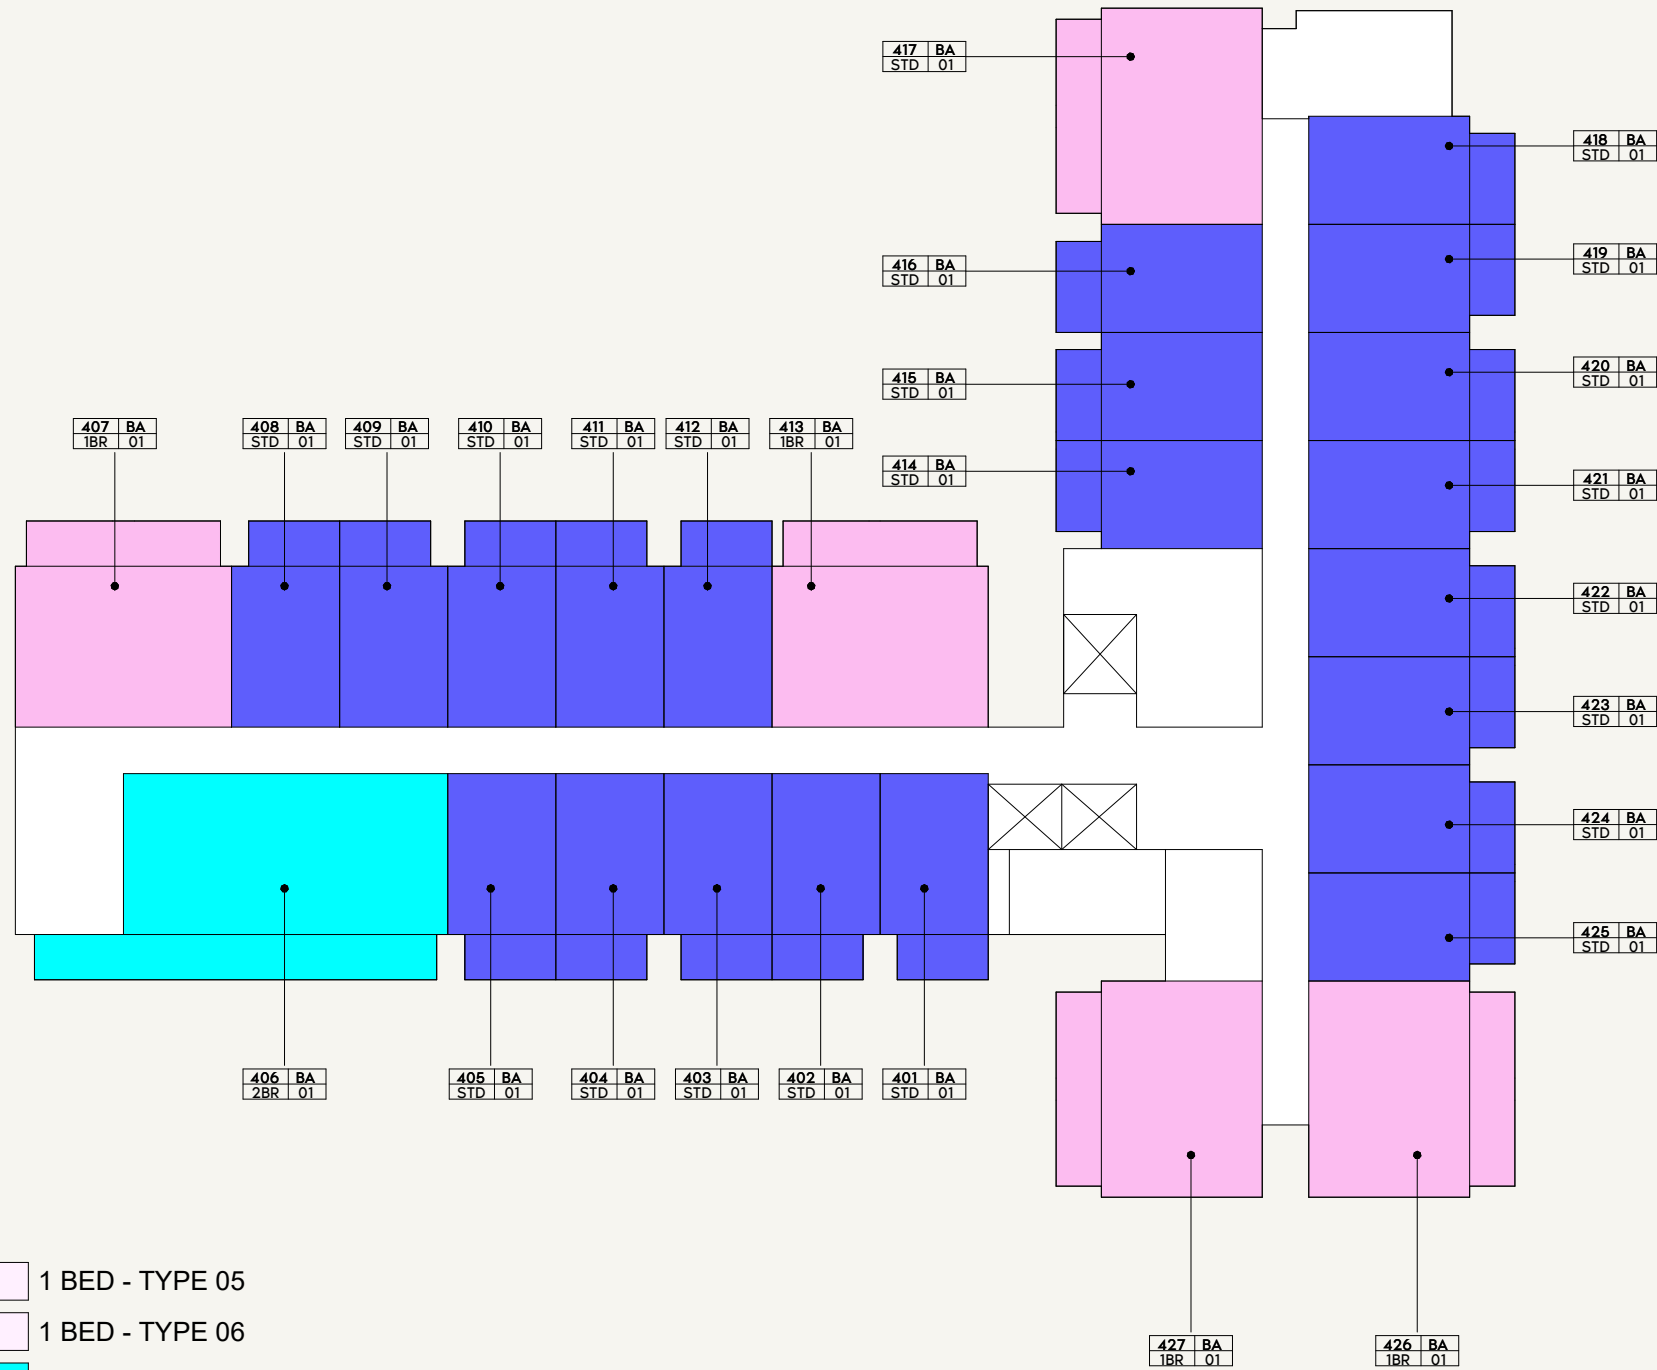 417 BA
STD 01
418 BA
STD 01
416 BA
STD 01
419 BA
STD 01
415 BA
STD 01
420 BA
STD 01
407 BA
1BR 01
408 BA
STD 01
409 BA
STD 01
410 BA
STD 01
411 BA
STD 01
412 BA
STD 01
413 BA
1BR 01
414 BA
STD 01
421 BA
STD 01
422 BA
STD 01
423 BA
STD 01
424 BA
STD 01
425 BA
STD 01
406 BA
2BR 01
405 BA
STD 01
404 BA
STD 01
403 BA
STD 01
402 BA
STD 01
401 BA
STD 01
427 BA
1BR 01
426 BA
1BR 01
1 BED - TYPE 05
1 BED - TYPE 06